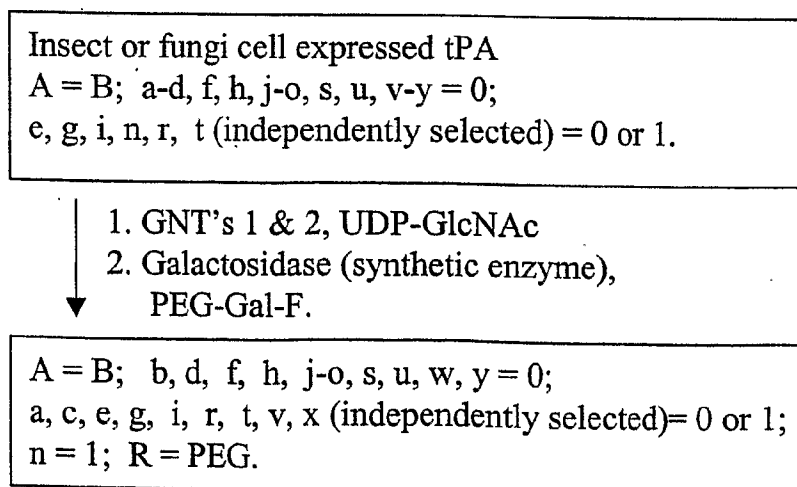 Insect or fungi cell expressed tPA
A = B; a-d, f, h, j-o, s, u, v-y = 0;
e, g, i, n, r, t (independently selected) = 0 or 1.
1. GNT's 1 & 2, UDP-GlcNAc
2. Galactosidase (synthetic enzyme),
PEG-Gal-F.
A = B; b, d, f, h, j-o, s, u, w, y = 0;
a, c, e, g, i, r, t, v, x (independently selected)= 0 or 1;
n = 1; R = PEG.